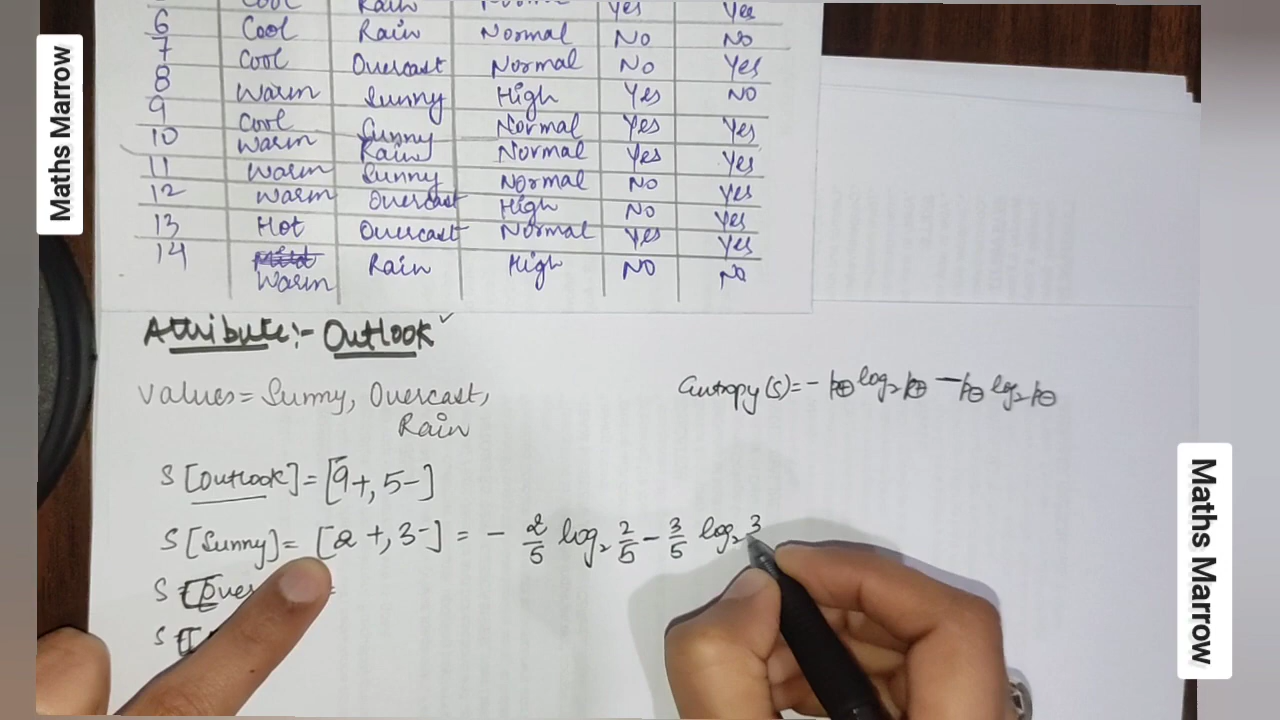 Cool Rain Yes Yes
6 Cool Rain Normal No No
7 Cool Overcast Normal No Yes
8 Warm Sunny High Yes NO
9 Cool Sunny Normal Yes Yes
10 Warm Rain Normal Yes Yes
11 Warm Sunny Normal No Yes
12 Warm Overcast High No Yes
13 Hot Overcast Normal Yes Yes
14 Warm Rain High NO NO
Attribute:- Outlook ✓
Values = Sunny, Overcast,
Rain
Entropy (S) = - p⊕ log₂ p⊕ - p⊖ log₂ p⊖
S [Outlook] = [9+, 5-]
S [Sunny] = [2+, 3-] = - 2/5 log₂ 2/5 - 3/5 log₂ 3
S [Over
S [
Maths Marrow
Maths Marrow